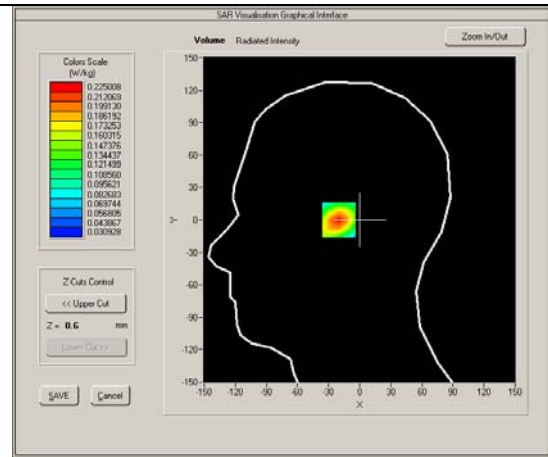 SAR Visualisation Graphical Interface
Volume Radiated Intensity
Zoom In/Out
Colors Scale
(W/kg)
0.225008
0.212069
0.199130
0.186192
0.173253
0.160315
0.147376
0.134437
0.121499
0.108560
0.095621
0.082683
0.069744
0.056805
0.043867
0.030928
Z Cuts Control
<< Upper Cut
Z = 0.6 mm
Lower Cut >>
SAVE Cancel
150
120
90
60
30
0
-30
-60
-90
-120
-150
Y
-150 -120 -90 -60 -30 0 30 60 90 120 150
X